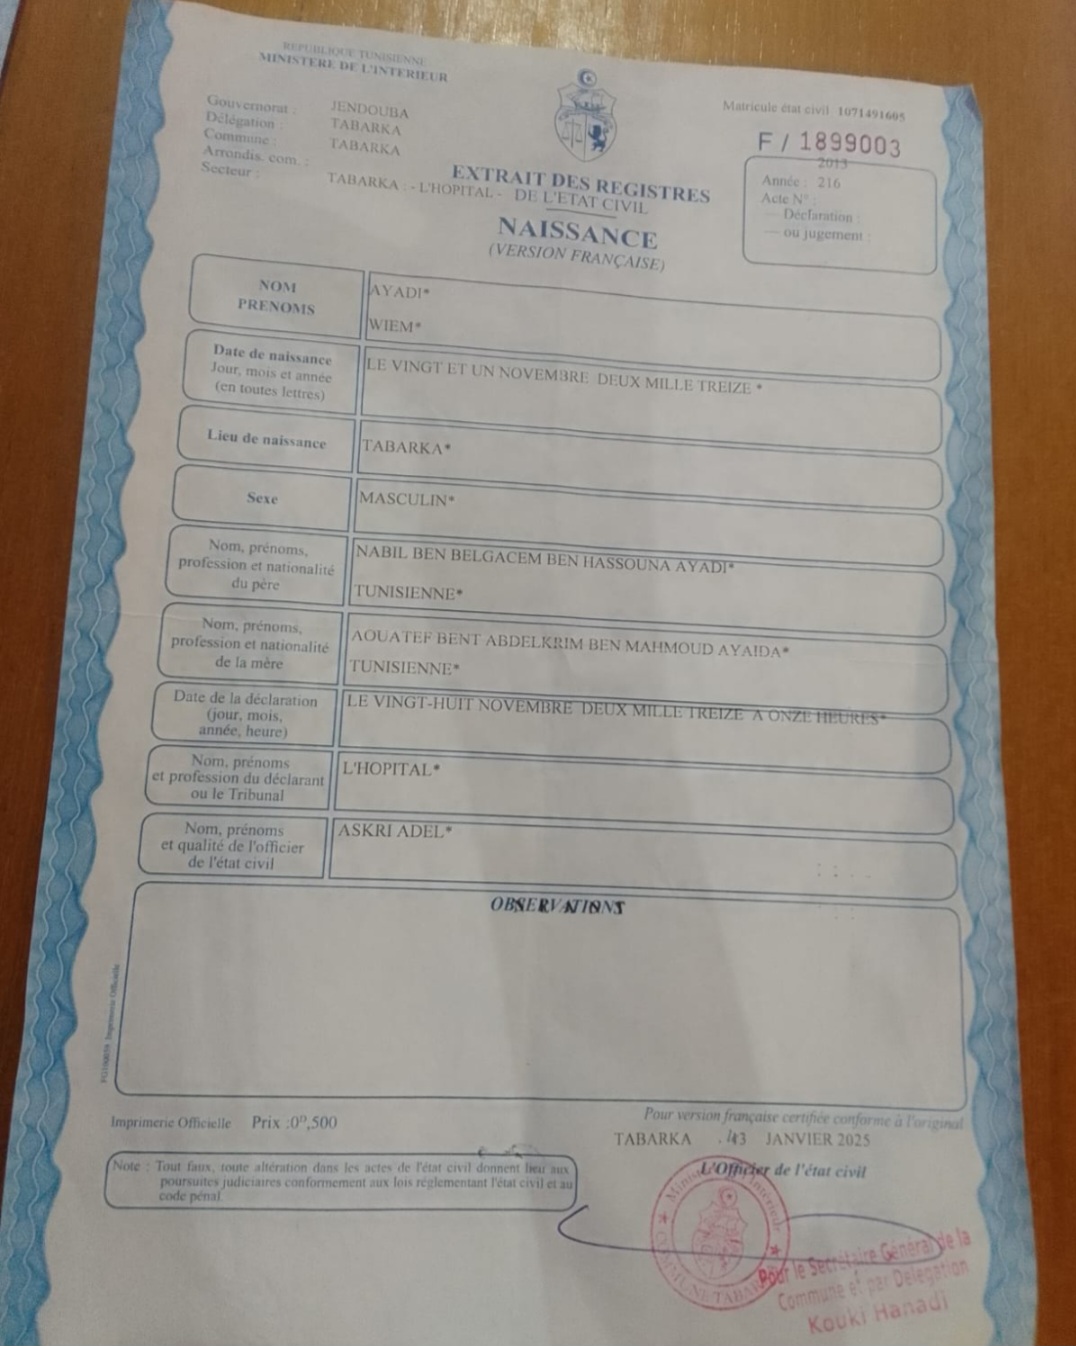 REPUBLIQUE TUNISIENNE
MINISTERE DE L'INTERIEUR
Gouvernorat : JENDOUBA
Délégation : TABARKA
Commune : TABARKA
Arrondis. com. :
Secteur : TABARKA : - L'HOPITAL -
Matricule état civil 1071491605
F / 1899003
2013
Année : 216
Acte N° :
— Déclaration :
— ou jugement :
EXTRAIT DES REGISTRES
DE L'ETAT CIVIL
NAISSANCE
(VERSION FRANÇAISE)
NOM
PRENOMS
AYADI*
WIEM*
Date de naissance
Jour, mois et année
(en toutes lettres)
LE VINGT ET UN NOVEMBRE DEUX MILLE TREIZE *
Lieu de naissance
TABARKA*
Sexe
MASCULIN*
Nom, prénoms,
profession et nationalité
du père
NABIL BEN BELGACEM BEN HASSOUNA AYADI*
TUNISIENNE*
Nom, prénoms,
profession et nationalité
de la mère
AOUATEF BENT ABDELKRIM BEN MAHMOUD AYAIDA*
TUNISIENNE*
Date de la déclaration
(jour, mois,
année, heure)
LE VINGT-HUIT NOVEMBRE DEUX MILLE TREIZE A ONZE HEURES*
Nom, prénoms
et profession du déclarant
ou le Tribunal
L'HOPITAL*
Nom, prénoms
et qualité de l'officier
de l'état civil
ASKRI ADEL*
OBSERVATIONS
Imprimerie Officielle
Imprimerie Officielle Prix :0ᴰ,500
Pour version française certifiée conforme à l'original
TABARKA JANVIER 2025
L'Officier de l'état civil
Note : Tout faux, toute altération dans les actes de l'état civil donnent lieu aux
poursuites judiciaires conformement aux lois réglementant l'état civil et au
code pénal
Ministère Intérieur
COMMUNE TABARKA
Pour le Secrétaire Général de la
Commune et par Delegation
Kouki Hanadi